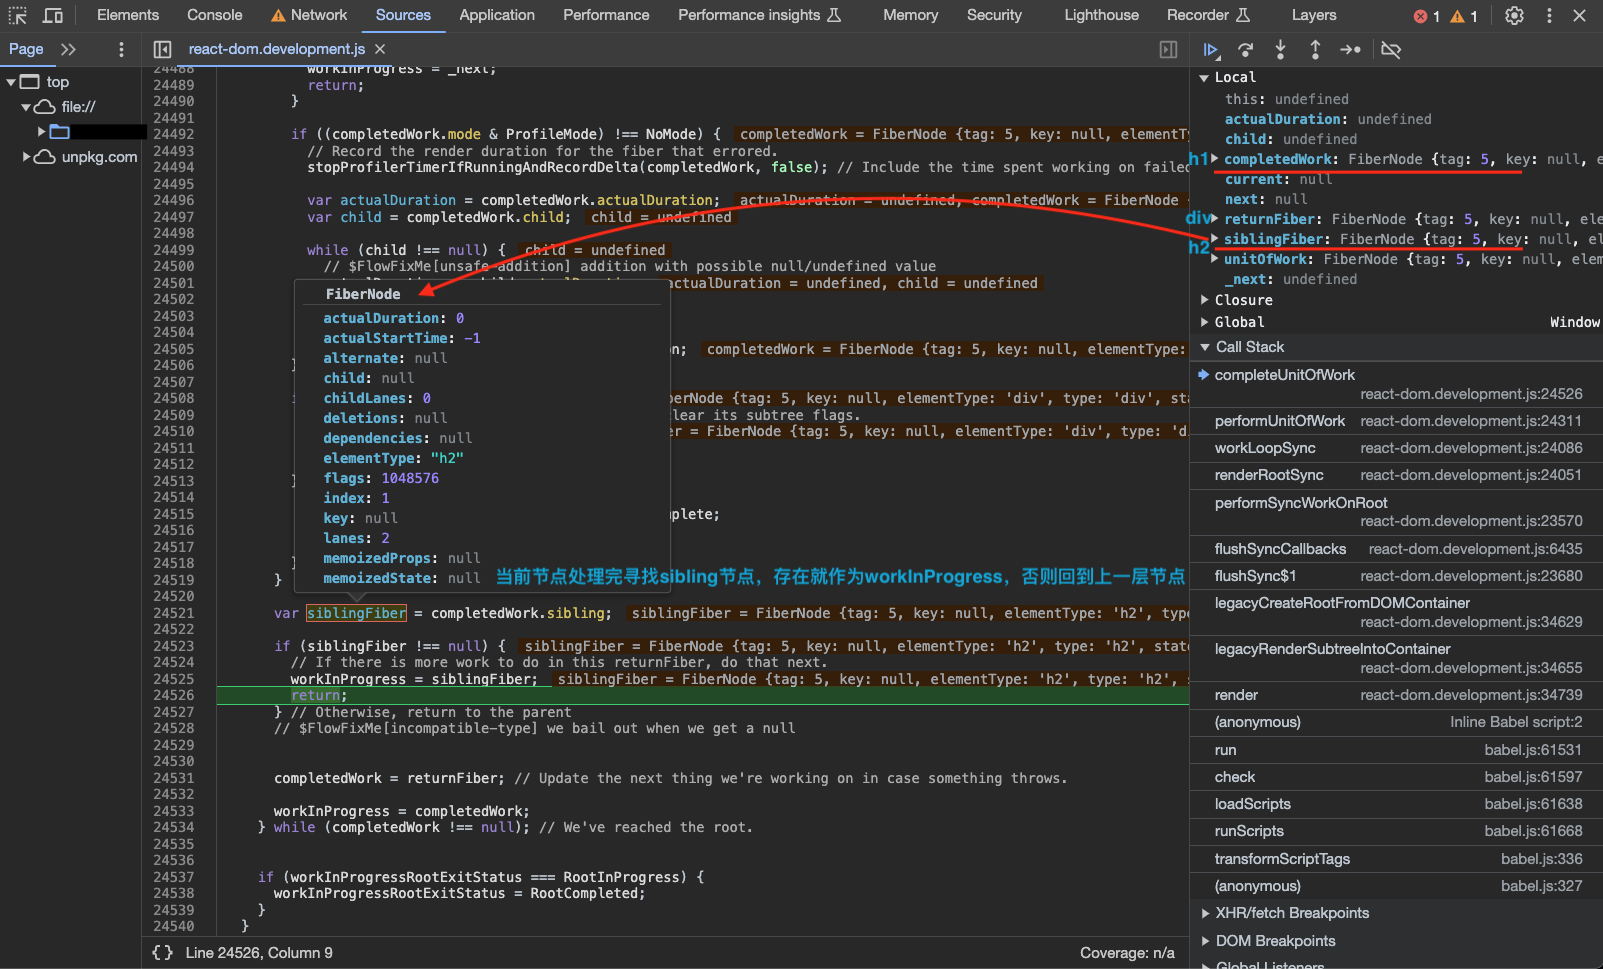 Elements Console Network Sources Application Performance Performance insights Memory Security Lighthouse Recorder Layers 1 1
Page react-dom.development.js
top
file://
unpkg.com
24488 workInProgress = _next;
24489 return;
24490 }
24491
24492 if ((completedWork.mode & ProfileMode) !== NoMode) { completedWork = FiberNode {tag: 5, key: null, elementTy
24493 // Record the render duration for the fiber that errored.
24494 stopProfilerTimerIfRunningAndRecordDelta(completedWork, false); // Include the time spent working on failed
24495
24496 var actualDuration = completedWork.actualDuration; actualDuration = undefined, completedWork = FiberNode {
24497 var child = completedWork.child; child = undefined
24498
24499 while (child !== null) { child = undefined
24500 // $FlowFixMe[unsafe-addition] addition with possible null/undefined value
24501 actualDuration = undefined, child = undefined
24502
24503
24504
24505 n; completedWork = FiberNode {tag: 5, key: null, elementType:
24506 }
24507
24508 iberNode {tag: 5, key: null, elementType: 'div', type: 'div', sta
24509 lear its subtree flags.
24510 er = FiberNode {tag: 5, key: null, elementType: 'div', type: 'd
24511
24512
24513 }
24514
24515 plete;
24516
24517
24518 }
24519 }
24520
24521 var siblingFiber = completedWork.sibling; siblingFiber = FiberNode {tag: 5, key: null, elementType: 'h2', type
24522
24523 if (siblingFiber !== null) { siblingFiber = FiberNode {tag: 5, key: null, elementType: 'h2', type: 'h2', stat
24524 // If there is more work to do in this returnFiber, do that next.
24525 workInProgress = siblingFiber; siblingFiber = FiberNode {tag: 5, key: null, elementType: 'h2', type: 'h2', s
24526 return;
24527 } // Otherwise, return to the parent
24528 // $FlowFixMe[incompatible-type] we bail out when we get a null
24529
24530
24531 completedWork = returnFiber; // Update the next thing we're working on in case something throws.
24532
24533 workInProgress = completedWork;
24534 } while (completedWork !== null); // We've reached the root.
24535
24536
24537 if (workInProgressRootExitStatus === RootInProgress) {
24538 workInProgressRootExitStatus = RootCompleted;
24539 }
24540 }
FiberNode
actualDuration: 0
actualStartTime: -1
alternate: null
child: null
childLanes: 0
deletions: null
dependencies: null
elementType: "h2"
flags: 1048576
index: 1
key: null
lanes: 2
memoizedProps: null
memoizedState: null
当前节点处理完寻找sibling节点，存在就作为workInProgress，否则回到上一层节点
{} Line 24526, Column 9 Coverage: n/a
Local
this: undefined
actualDuration: undefined
child: undefined
h1 completedWork: FiberNode {tag: 5, key: null, e
current: null
next: null
div returnFiber: FiberNode {tag: 5, key: null, ele
h2 siblingFiber: FiberNode {tag: 5, key: null, el
unitOfWork: FiberNode {tag: 5, key: null, elem
_next: undefined
Closure
Global Window
Call Stack
completeUnitOfWork
react-dom.development.js:24526
performUnitOfWork react-dom.development.js:24311
workLoopSync react-dom.development.js:24086
renderRootSync react-dom.development.js:24051
performSyncWorkOnRoot
react-dom.development.js:23570
flushSyncCallbacks react-dom.development.js:6435
flushSync$1 react-dom.development.js:23680
legacyCreateRootFromDOMContainer
react-dom.development.js:34629
legacyRenderSubtreeIntoContainer
react-dom.development.js:34655
render react-dom.development.js:34739
(anonymous) Inline Babel script:2
run babel.js:61531
check babel.js:61597
loadScripts babel.js:61638
runScripts babel.js:61668
transformScriptTags babel.js:336
(anonymous) babel.js:327
XHR/fetch Breakpoints
DOM Breakpoints
Global Listeners